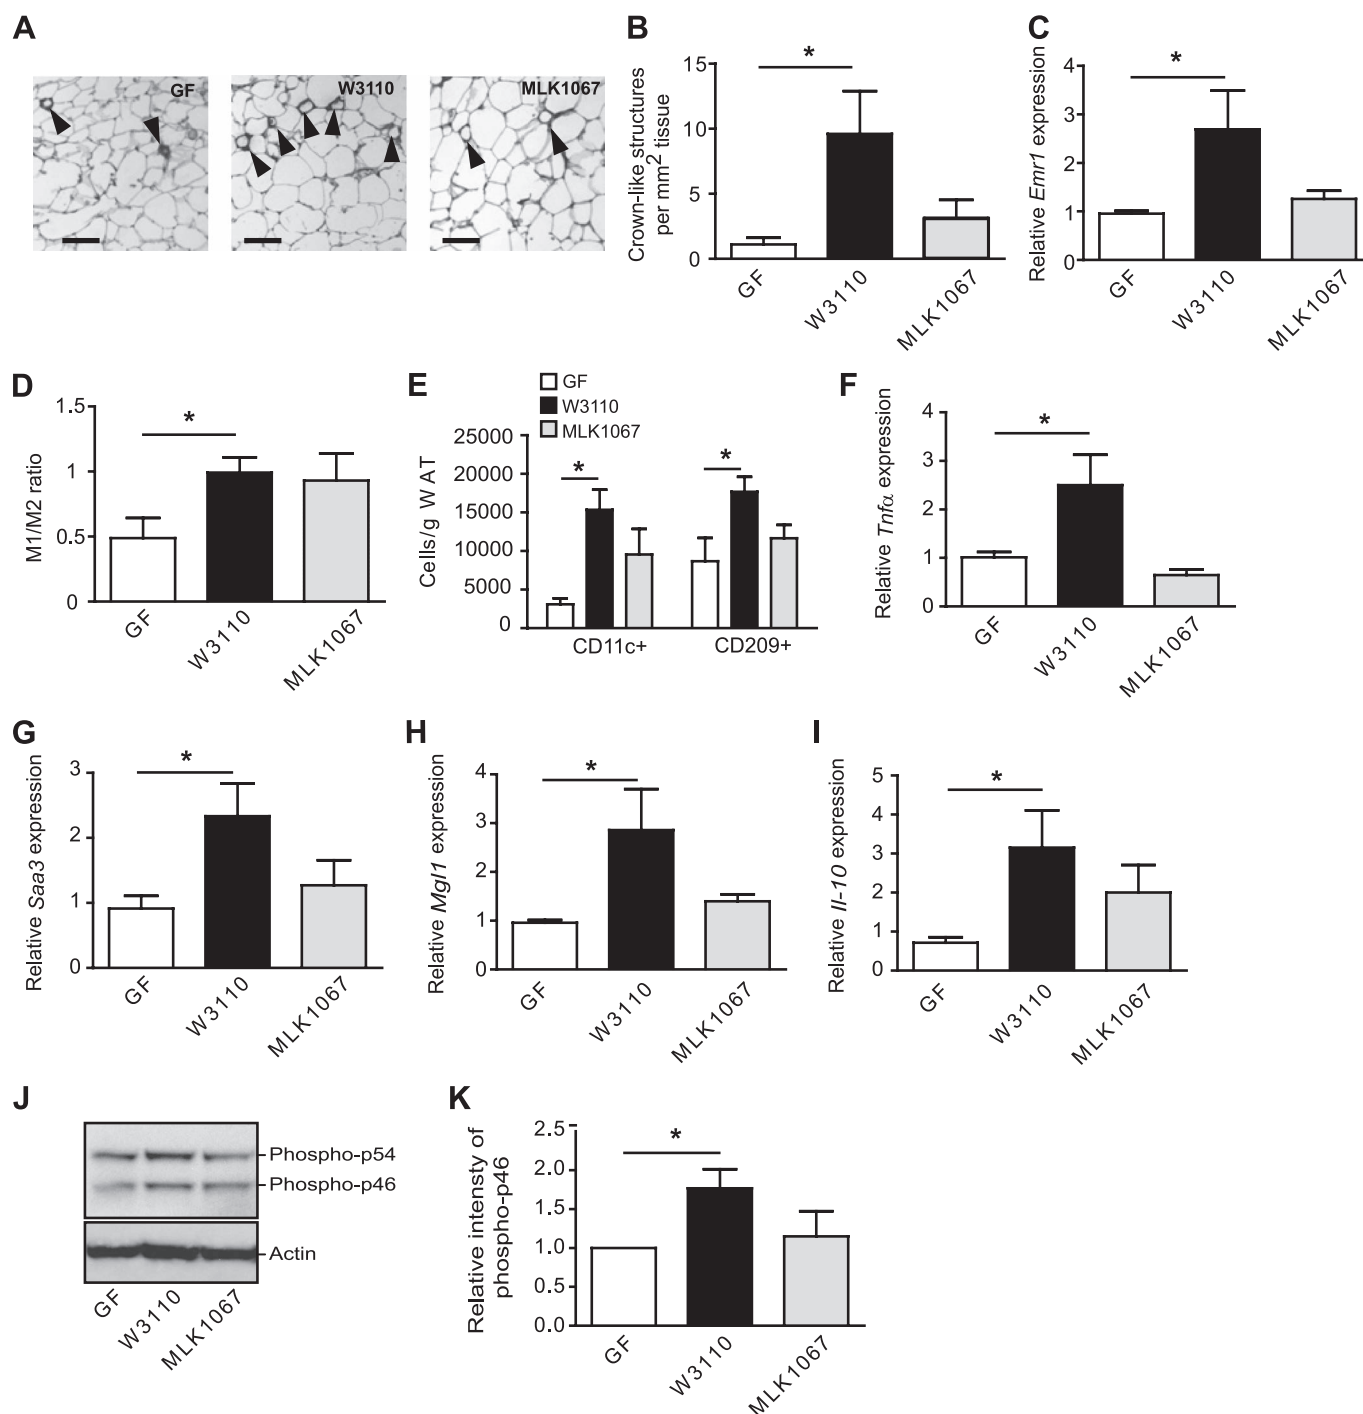 A
GF
W3110
MLK1067
B
Crown-like structures
per mm2 tissue
15
10
5
0
*
GF
W3110
MLK1067
C
Relative Emr1 expression
4
3
2
1
0
*
GF
W3110
MLK1067
D
M1/M2 ratio
1.5
1
0.5
0
*
GF
W3110
MLK1067
E
GF
W3110
MLK1067
Cells/g WAT
25000
20000
15000
10000
5000
0
*
*
CD11c+
CD209+
F
Relative Tnfα expression
4
3
2
1
0
*
GF
W3110
MLK1067
G
Relative Saa3 expression
3
2
1
0
*
GF
W3110
MLK1067
H
Relative Mgl1 expression
4
3
2
1
0
*
GF
W3110
MLK1067
I
Relative Il-10 expression
5
4
3
2
1
0
*
GF
W3110
MLK1067
J
Phospho-p54
Phospho-p46
Actin
GF
W3110
MLK1067
K
Relative intensty of
phospho-p46
2.5
2.0
1.5
1.0
0.5
0.0
*
GF
W3110
MLK1067